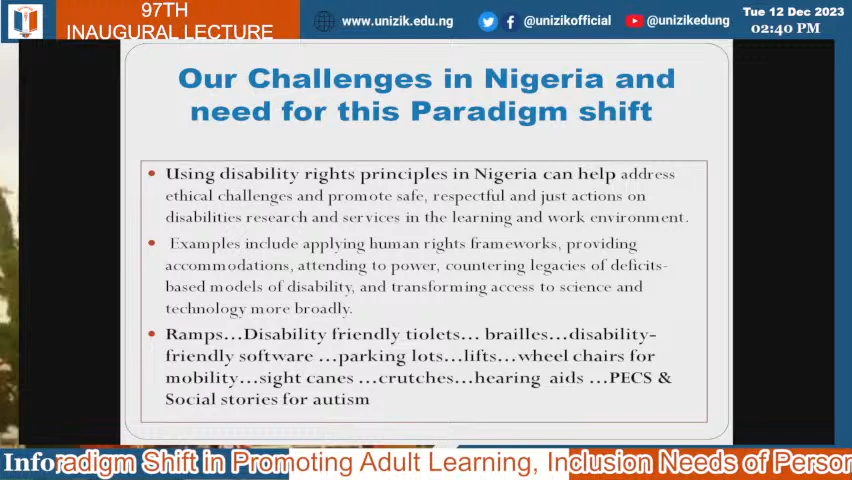 97TH
INAUGURAL LECTURE
www.unizik.edu.ng
@unizikofficial
@unizikedung
Tue 12 Dec 2023
02:40 PM
Our Challenges in Nigeria and
need for this Paradigm shift
• Using disability rights principles in Nigeria can help address
ethical challenges and promote safe, respectful and just actions on
disabilities research and services in the learning and work environment.
• Examples include applying human rights frameworks, providing
accommodations, attending to power, countering legacies of deficits-
based models of disability, and transforming access to science and
technology more broadly.
• Ramps…Disability friendly tiolets… brailles…disability-
friendly software …parking lots…lifts…wheel chairs for
mobility…sight canes …crutches…hearing aids …PECS &
Social stories for autism
Info
radigm Shift in Promoting Adult Learning, Inclusion Needs of Person